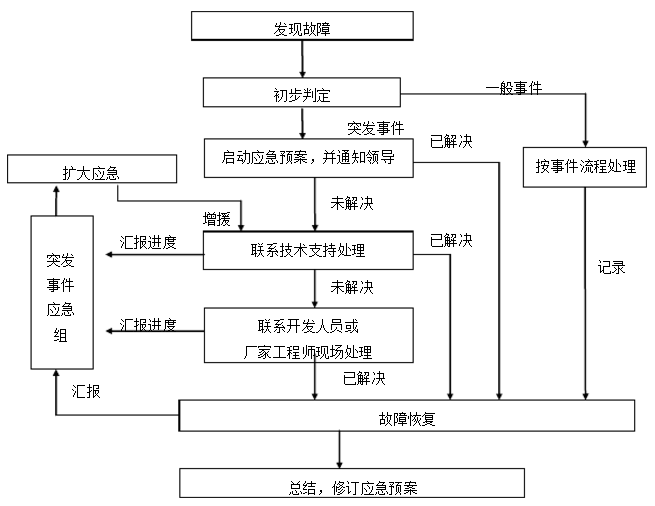 发现故障
初步判定
一般事件
突发事件
启动应急预案，并通知领导
已解决
按事件流程处理
扩大应急
未解决
增援
联系技术支持处理
汇报进度
已解决
突发
事件
应急
组
记录
未解决
联系开发人员或
厂家工程师现场处理
汇报进度
已解决
汇报
故障恢复
总结，修订应急预案